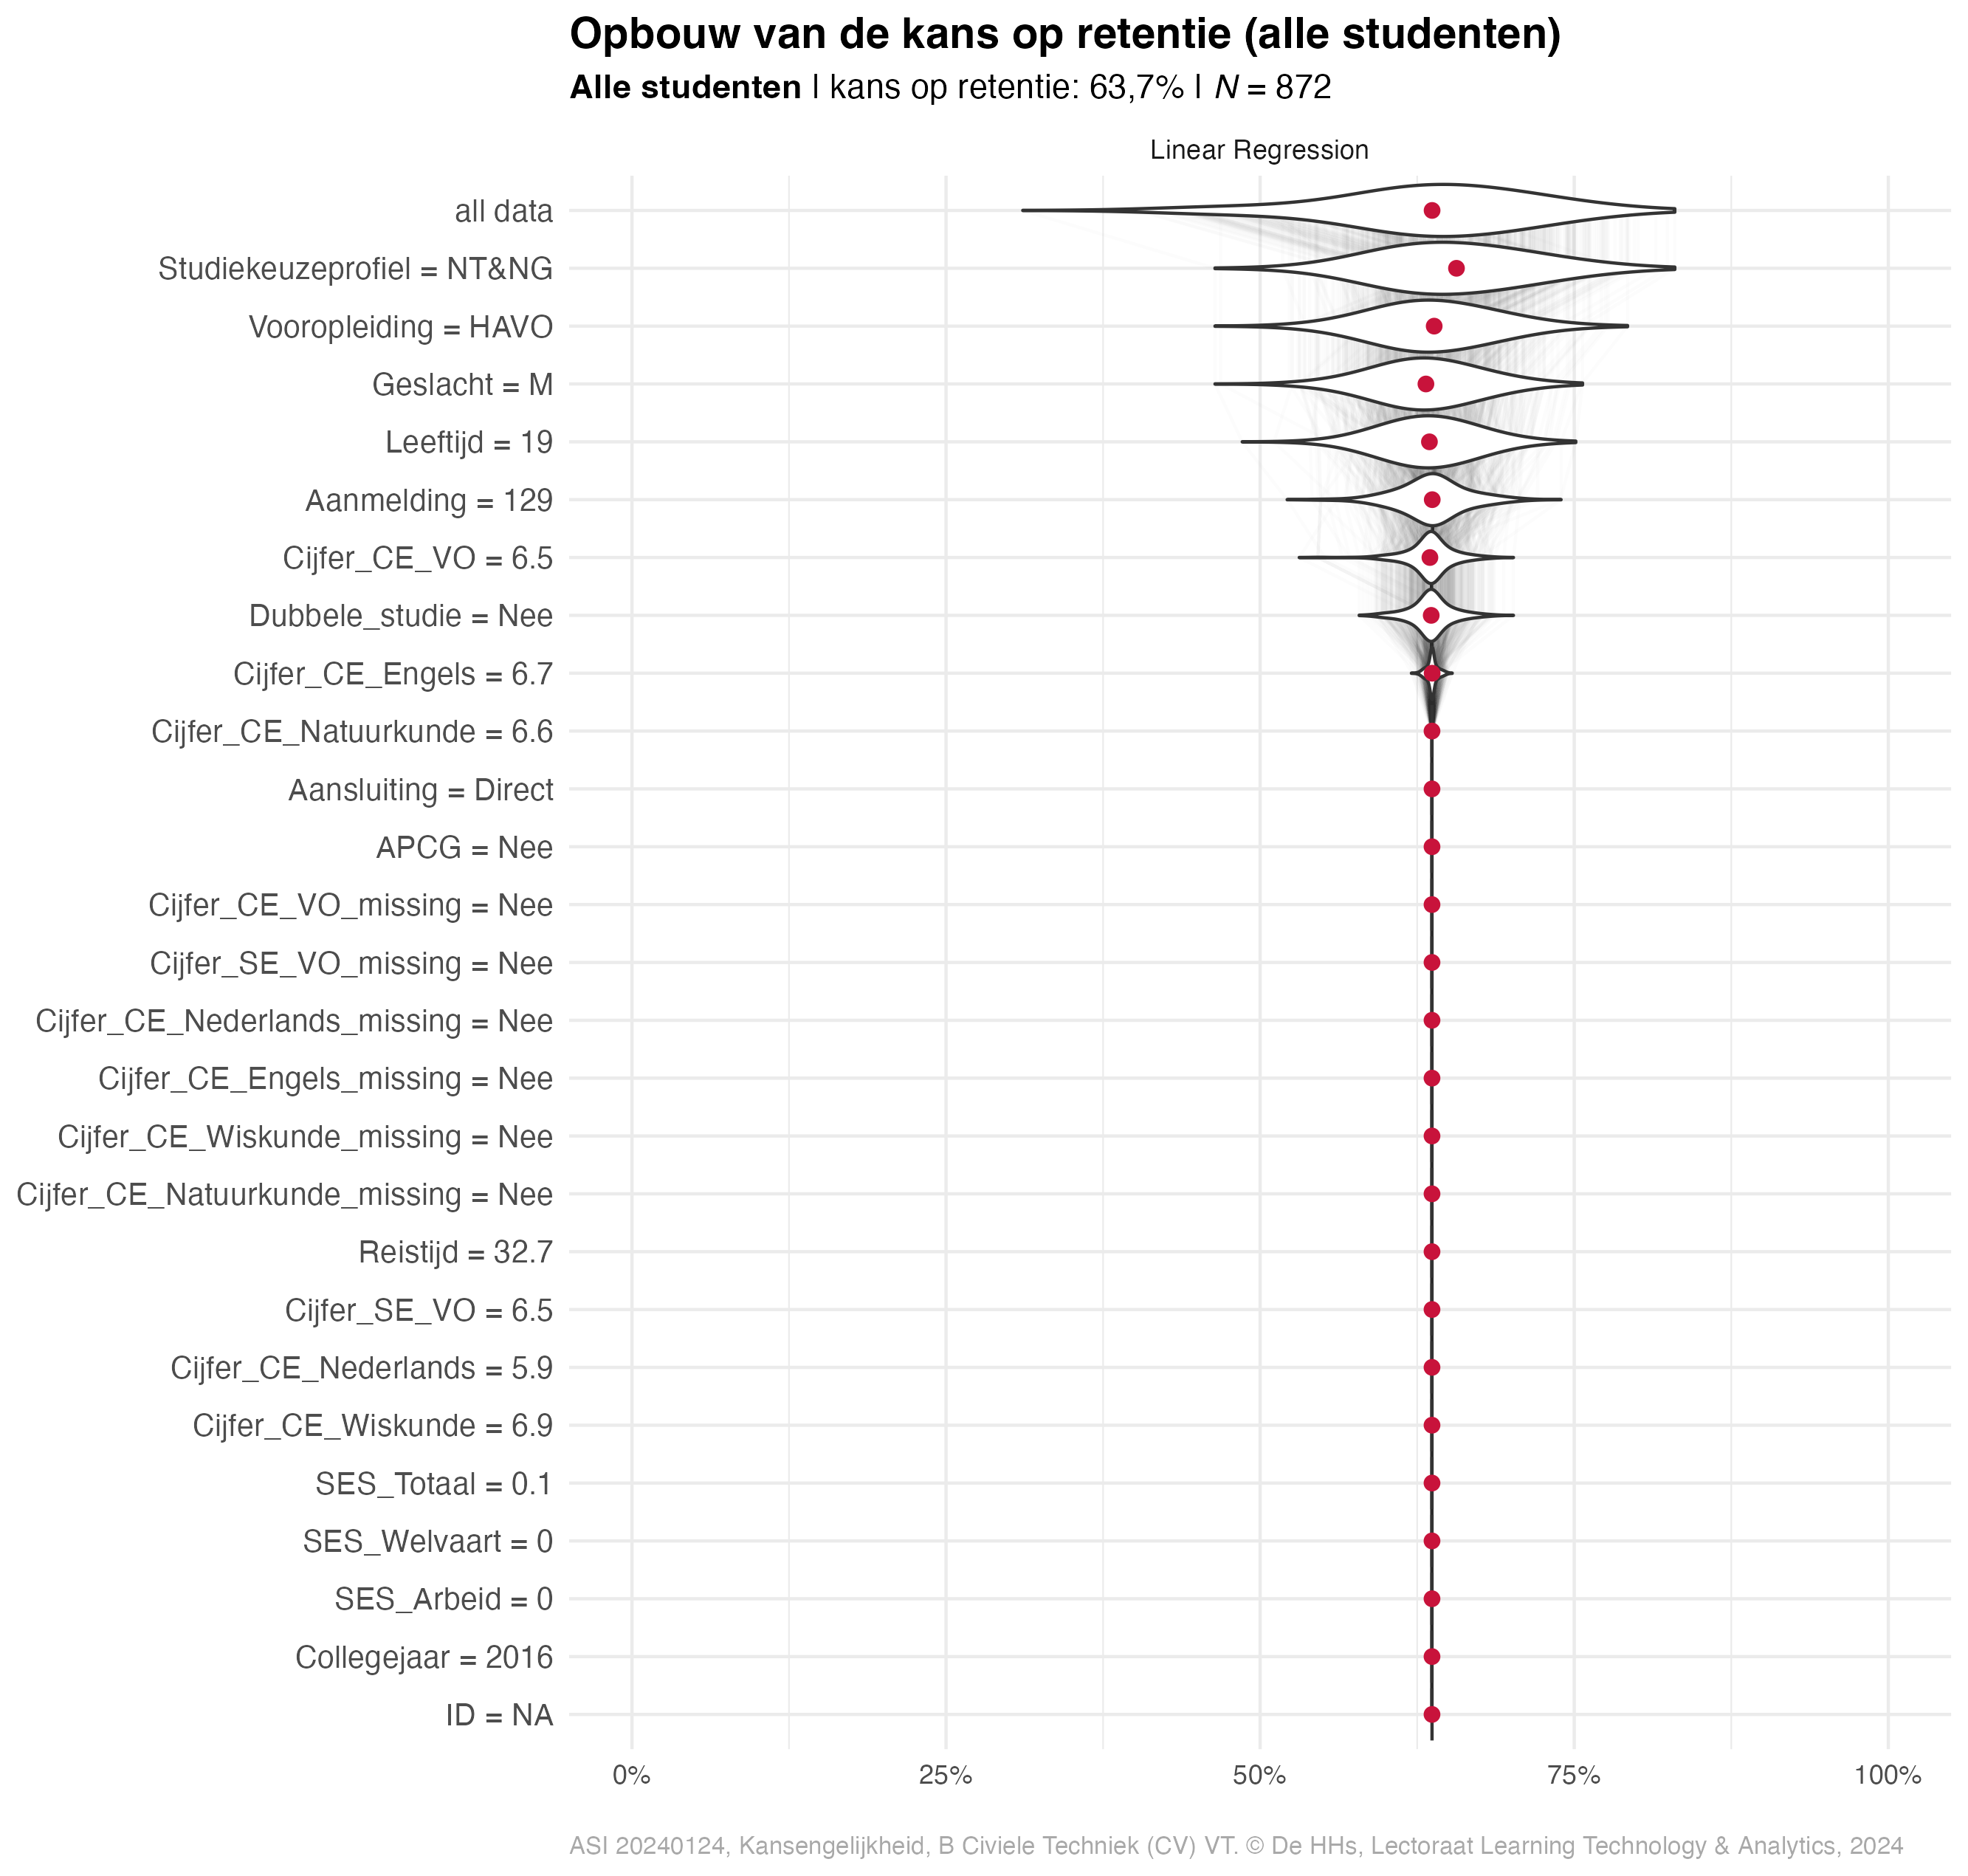 Opbouw van de kans op retentie (alle studenten)
Alle studenten | kans op retentie: 63,7% | N = 872
Linear Regression
all data
Studiekeuzeprofiel = NT&NG
Vooropleiding = HAVO
Geslacht = M
Leeftijd = 19
Aanmelding = 129
Cijfer_CE_VO = 6.5
Dubbele_studie = Nee
Cijfer_CE_Engels = 6.7
Cijfer_CE_Natuurkunde = 6.6
Aansluiting = Direct
APCG = Nee
Cijfer_CE_VO_missing = Nee
Cijfer_SE_VO_missing = Nee
Cijfer_CE_Nederlands_missing = Nee
Cijfer_CE_Engels_missing = Nee
Cijfer_CE_Wiskunde_missing = Nee
Cijfer_CE_Natuurkunde_missing = Nee
Reistijd = 32.7
Cijfer_SE_VO = 6.5
Cijfer_CE_Nederlands = 5.9
Cijfer_CE_Wiskunde = 6.9
SES_Totaal = 0.1
SES_Welvaart = 0
SES_Arbeid = 0
Collegejaar = 2016
ID = NA
0% 25% 50% 75% 100%
ASI 20240124, Kansengelijkheid, B Civiele Techniek (CV) VT. © De HHs, Lectoraat Learning Technology & Analytics, 2024